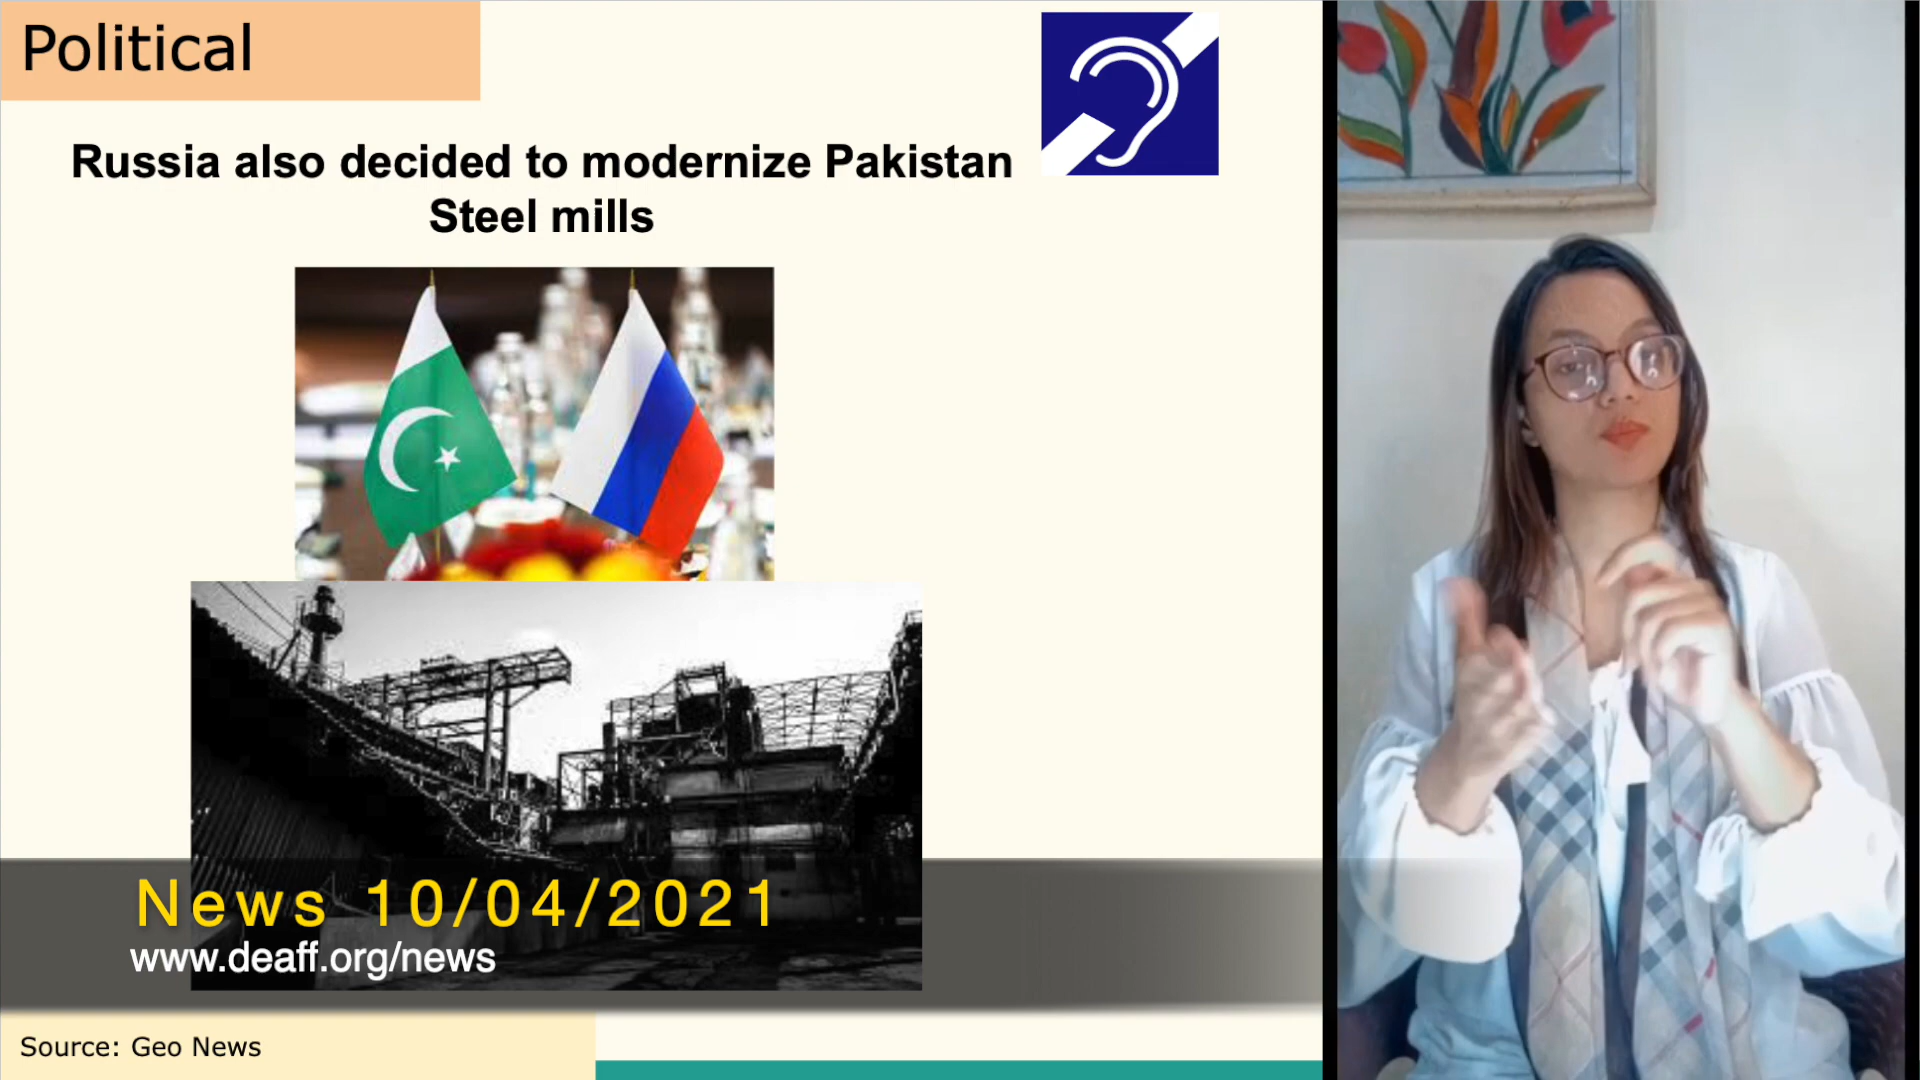 Political
Russia also decided to modernize Pakistan
Steel mills
News 10/04/2021
www.deaff.org/news
Source: Geo News